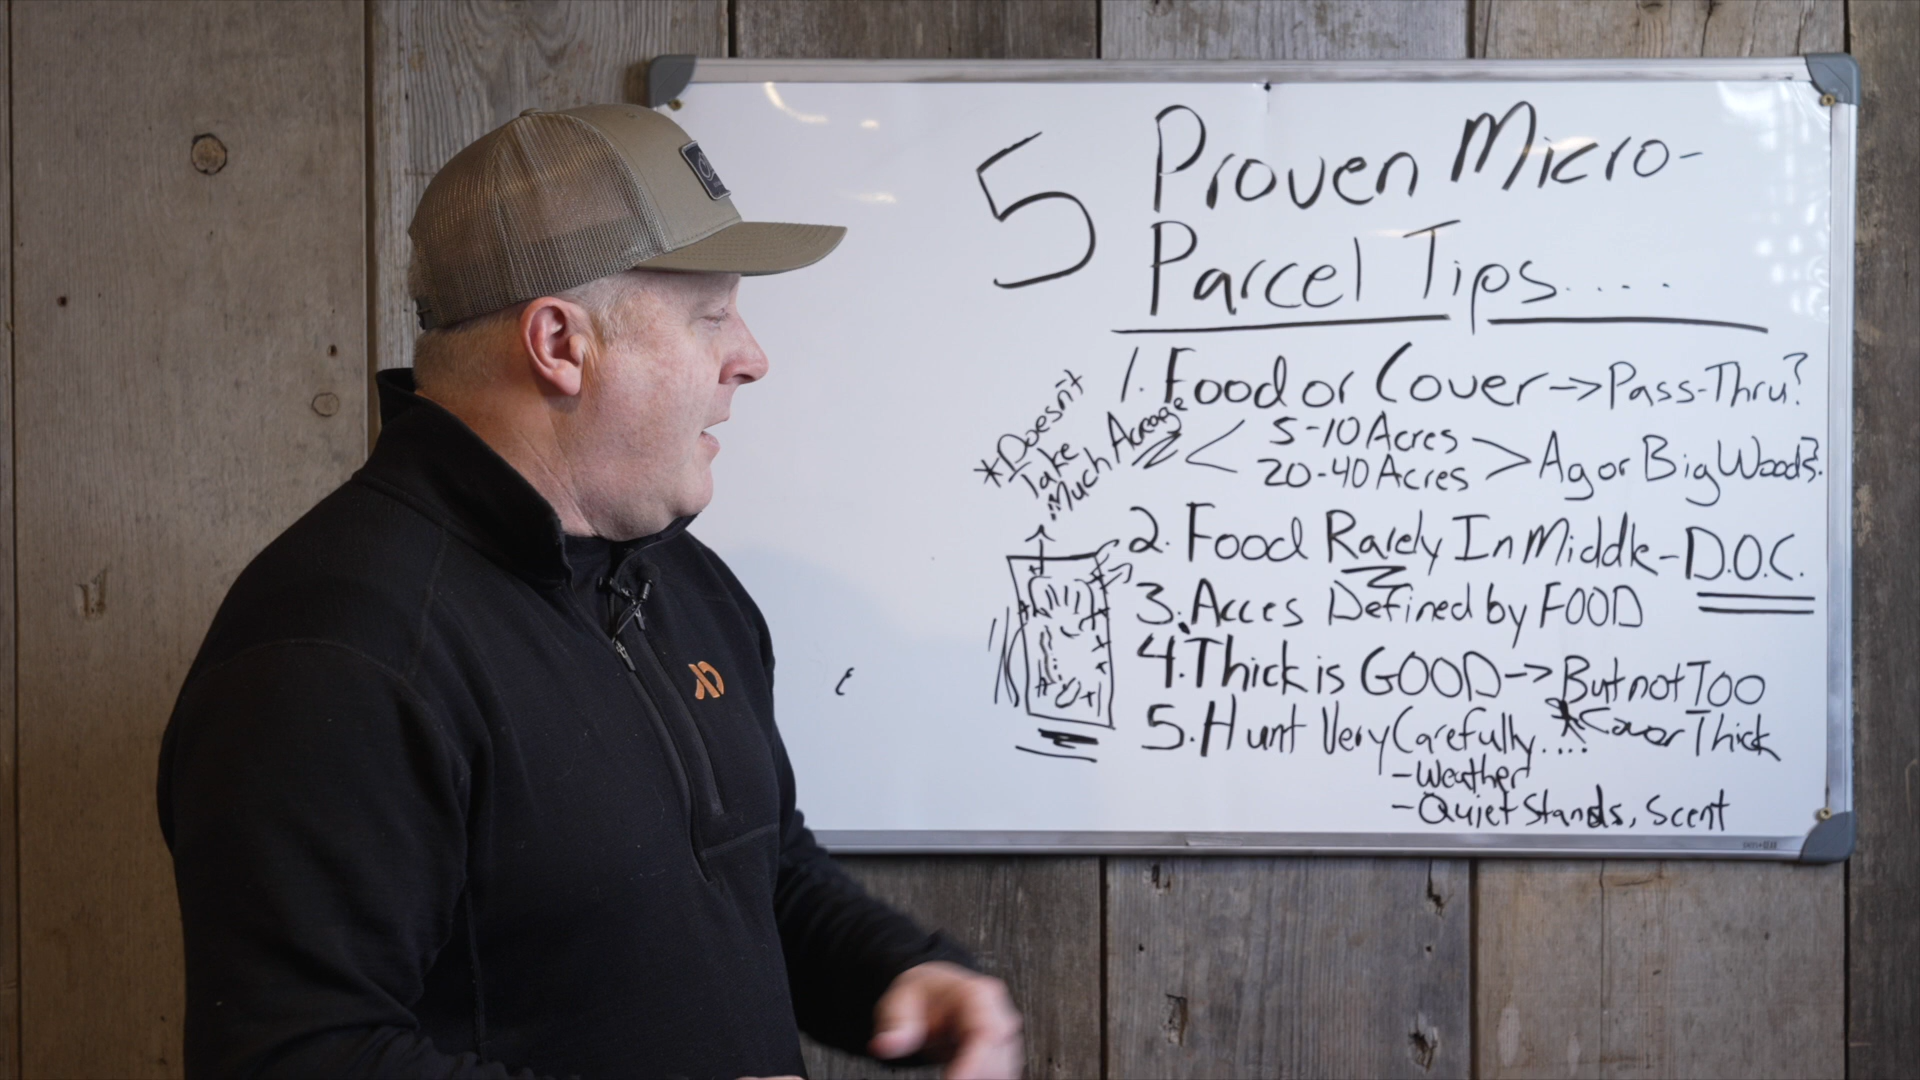 5 Proven Micro-
Parcel Tips.....
1. Food or Cover -> Pass-Thru?
*Doesn't
Take
Much Acreage
5-10 Acres
20-40 Acres
Ag or Big Woods?
2. Food Rarely In Middle - D.O.C.
3. Acces Defined by FOOD
4. Thick is GOOD -> But not Too
Thick
5. Hunt Very Carefully....
- Weather
- Quiet Stands, Scent